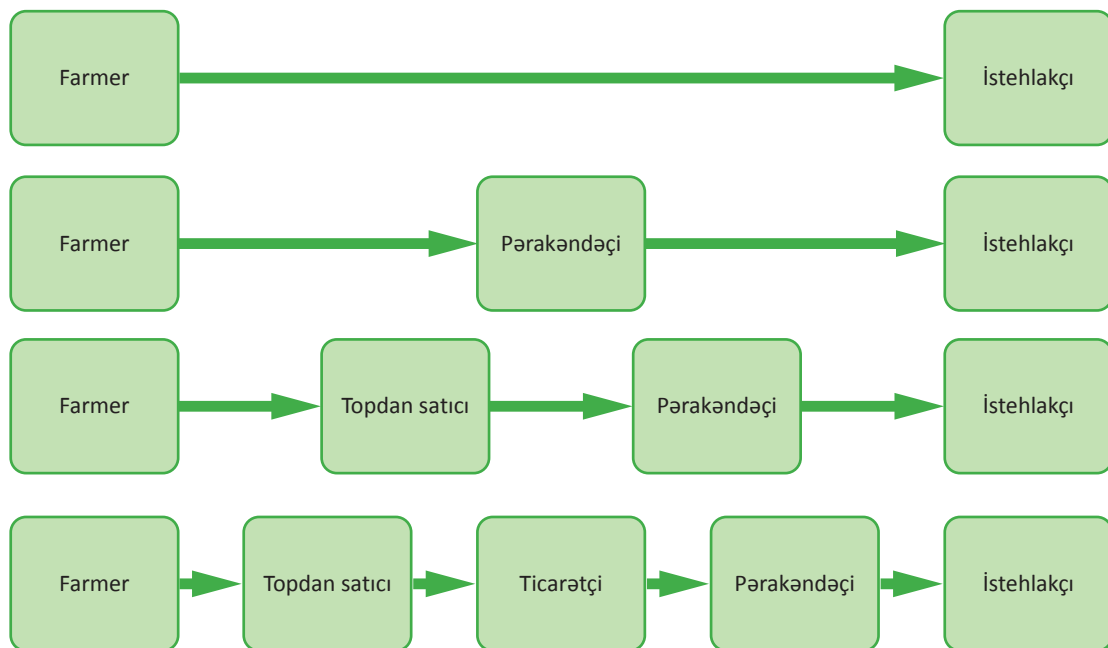 Farmer İstehlakçı
Farmer Pərakəndəçi İstehlakçı
Farmer Topdan satıcı Pərakəndəçi İstehlakçı
Farmer Topdan satıcı Ticarətçi Pərakəndəçi İstehlakçı